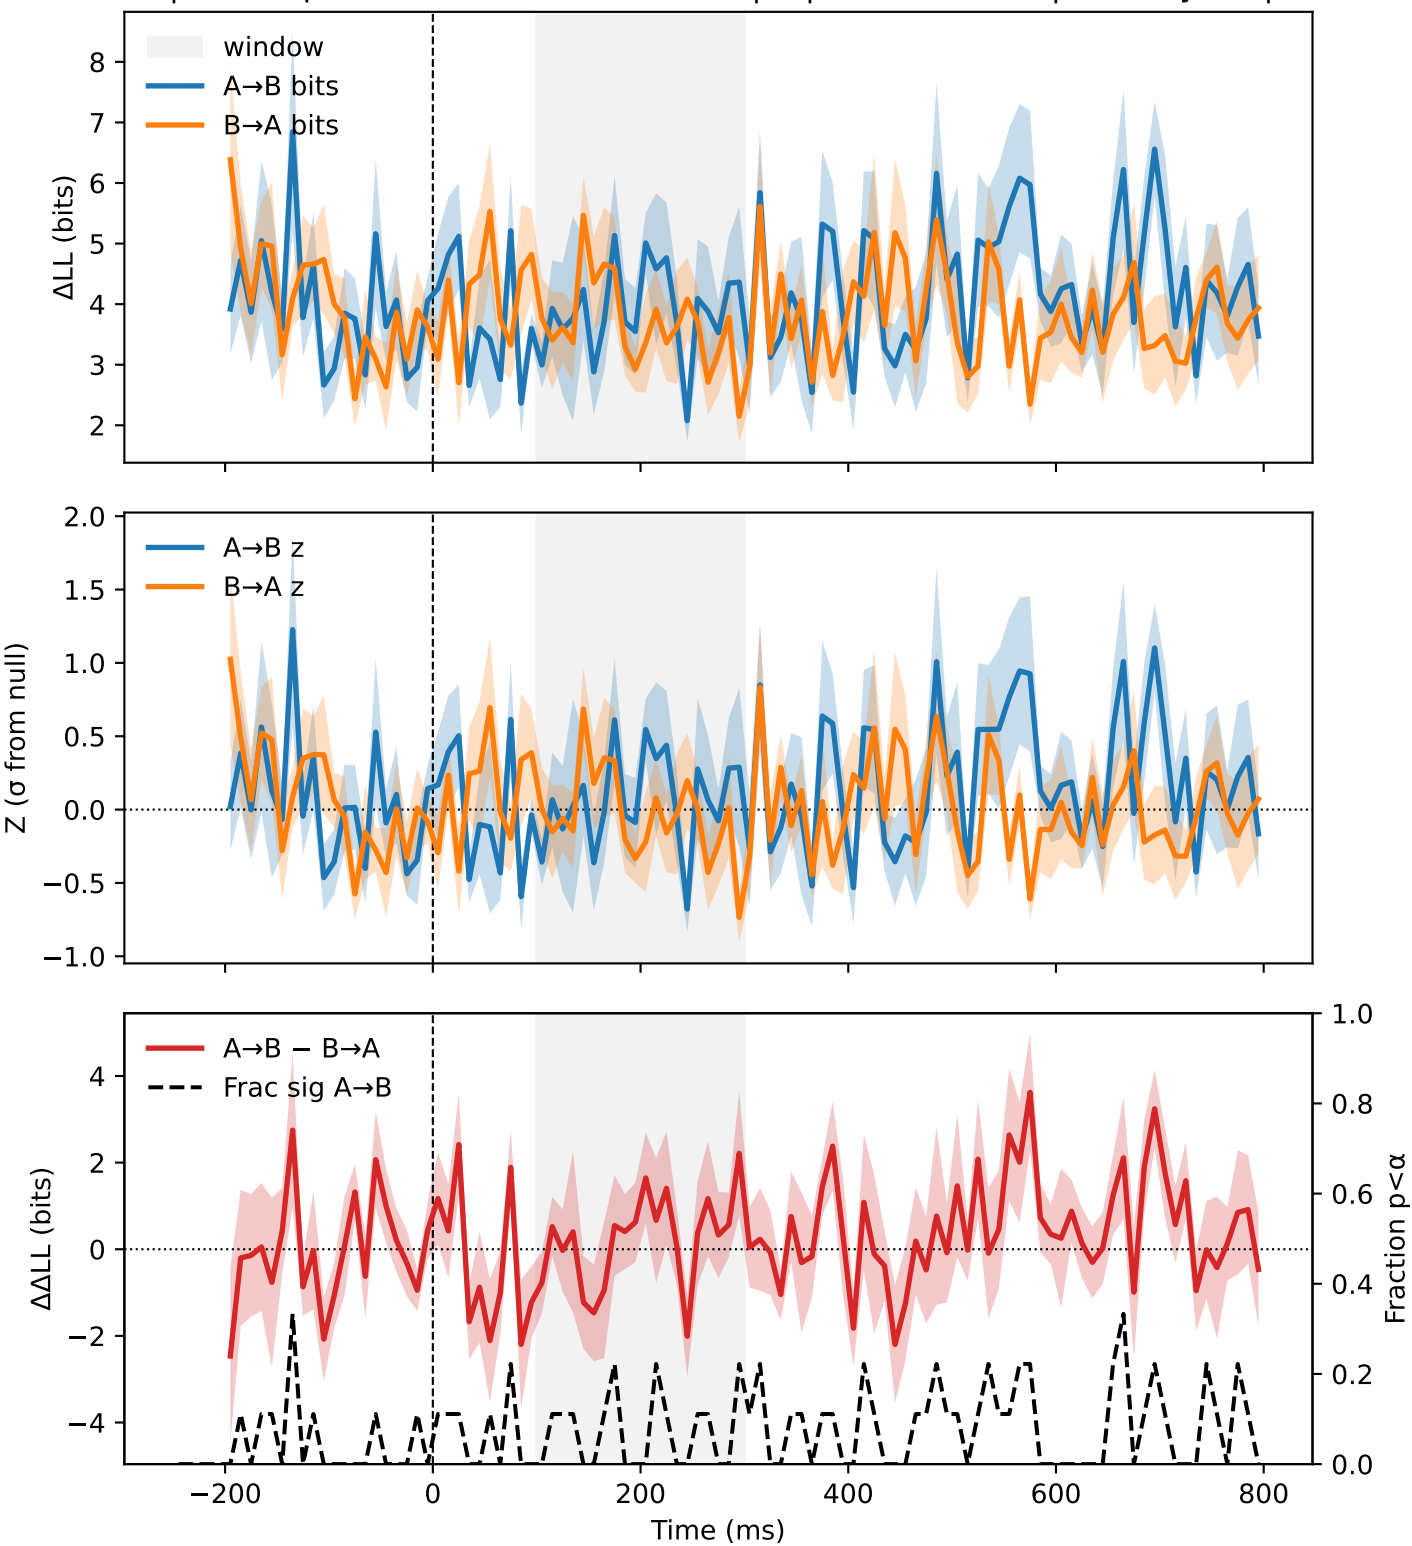 window
A→B bits
B→A bits
8
7
6
5
4
3
2
ΔLL (bits)
A→B z
B→A z
2.0
1.5
1.0
0.5
0.0
−0.5
−1.0
Z (σ from null)
A→B − B→A
Frac sig A→B
4
2
0
−2
−4
ΔΔLL (bits)
1.0
0.8
0.6
0.4
0.2
0.0
Fraction p<α
−200
0
200
400
600
800
Time (ms)